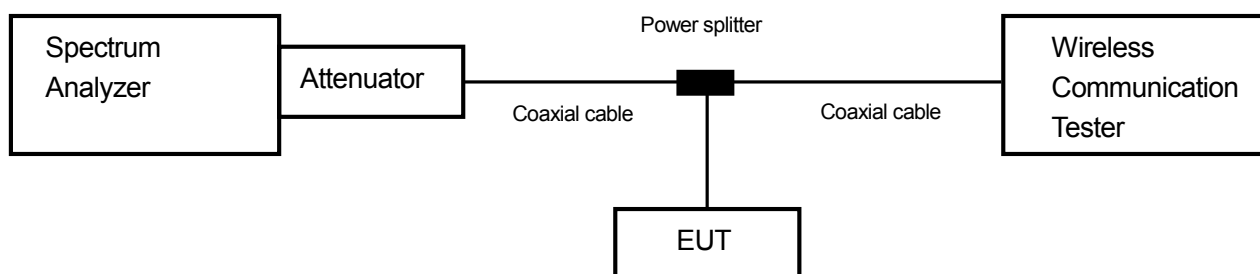 Spectrum
Analyzer
Attenuator
Power splitter
Coaxial cable
Coaxial cable
Wireless
Communication
Tester
EUT